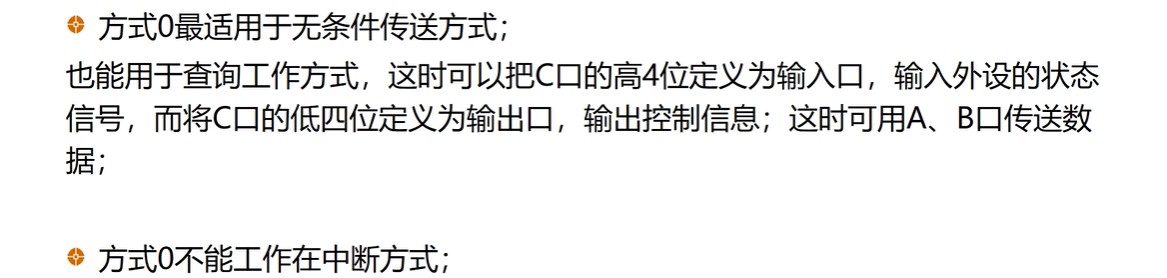 方式0最适用于无条件传送方式；
也能用于查询工作方式，这时可以把C口的高4位定义为输入口，输入外设的状态
信号，而将C口的低四位定义为输出口，输出控制信息；这时可用A、B口传送数
据；
方式0不能工作在中断方式；